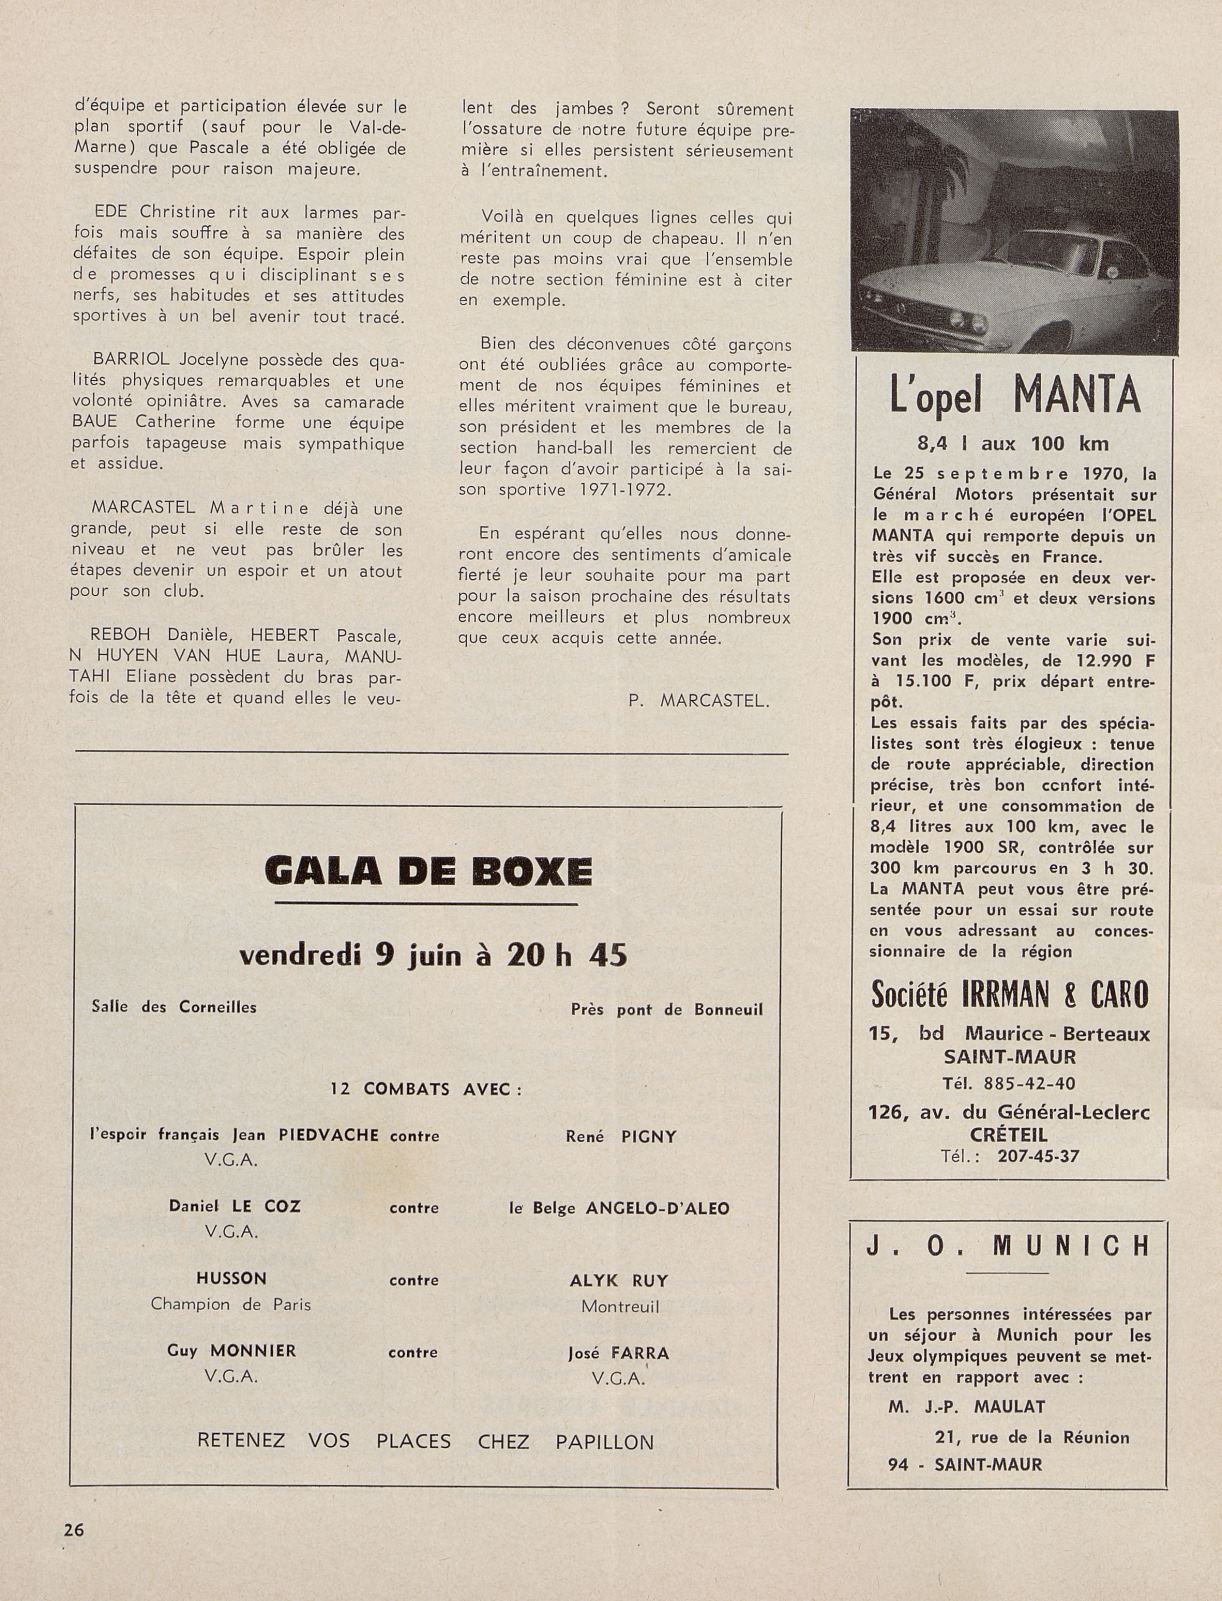 d'équipe et participation élevée sur le
plan sportif (sauf pour le Val-de-
Marne) que Pascale a été obligée de
suspendre pour raison majeure.
EDE Christine rit aux larmes par-
fois mais souffre à sa manière des
défaites de son équipe. Espoir plein
de promesses qui disciplinant ses
nerfs, ses habitudes et ses attitudes
sportives à un bel avenir tout tracé.
BARRIOL Jocelyne possède des qua-
lités physiques remarquables et une
volonté opiniâtre. Aves sa camarade
BAUE Catherine forme une équipe
parfois tapageuse mais sympathique
et assidue.
MARCASTEL Martine déjà une
grande, peut si elle reste de son
niveau et ne veut pas brûler les
étapes devenir un espoir et un atout
pour son club.
REBOH Danièle, HEBERT Pascale,
N HUYEN VAN HUE Laura, MANU-
TAHI Eliane possèdent du bras par-
fois de la tête et quand elles le veu-
lent des jambes ? Seront sûrement
l'ossature de notre future équipe pre-
mière si elles persistent sérieusement
à l'entraînement.
Voilà en quelques lignes celles qui
méritent un coup de chapeau. Il n'en
reste pas moins vrai que l'ensemble
de notre section féminine est à citer
en exemple.
Bien des déconvenues côté garçons
ont été oubliées grâce au comporte-
ment de nos équipes féminines et
elles méritent vraiment que le bureau,
son président et les membres de la
section hand-ball les remercient de
leur façon d'avoir participé à la sai-
son sportive 1971-1972.
En espérant qu'elles nous donne-
ront encore des sentiments d'amicale
fierté je leur souhaite pour ma part
pour la saison prochaine des résultats
encore meilleurs et plus nombreux
que ceux acquis cette année.
P. MARCASTEL.
GALA DE BOXE
vendredi 9 juin à 20 h 45
Salle des Corneilles Près pont de Bonneuil
12 COMBATS AVEC :
l'espoir français Jean PIEDVACHE contre René PIGNY
V.G.A.
Daniel LE COZ contre le Belge ANGELO-D'ALEO
V.G.A.
HUSSON contre ALYK RUY
Champion de Paris Montreuil
Guy MONNIER contre José FARRA
V.G.A. V.G.A.
RETENEZ VOS PLACES CHEZ PAPILLON
26
L'opel MANTA
8,4 l aux 100 km
Le 25 septembre 1970, la
Général Motors présentait sur
le marché européen l'OPEL
MANTA qui remporte depuis un
très vif succès en France.
Elle est proposée en deux ver-
sions 1600 cm³ et deux versions
1900 cm³.
Son prix de vente varie sui-
vant les modèles, de 12.990 F
à 15.100 F, prix départ entre-
pôt.
Les essais faits par des spécia-
listes sont très élogieux : tenue
de route appréciable, direction
précise, très bon confort inté-
rieur, et une consommation de
8,4 litres aux 100 km, avec le
modèle 1900 SR, contrôlée sur
300 km parcourus en 3 h 30.
La MANTA peut vous être pré-
sentée pour un essai sur route
en vous adressant au conces-
sionnaire de la région
Société IRRMAN & CARO
15, bd Maurice - Berteaux
SAINT-MAUR
Tél. 885-42-40
126, av. du Général-Leclerc
CRÉTEIL
Tél. : 207-45-37
J. O. MUNICH
Les personnes intéressées par
un séjour à Munich pour les
Jeux olympiques peuvent se met-
trent en rapport avec :
M. J.-P. MAULAT
21, rue de la Réunion
94 - SAINT-MAUR